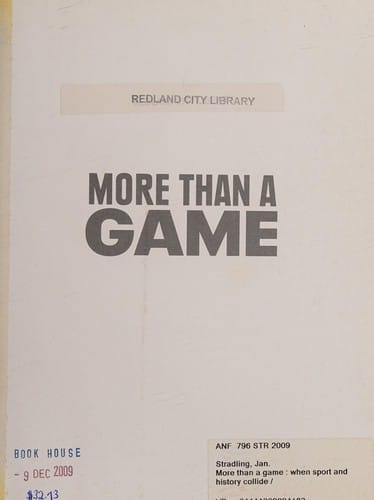 REDLAND CITY LIBRARY
MORE THAN A
GAME
BOOK HOUSE
- 9 DEC 2009
$32.73
ANF 796 STR 2009
Stradling, Jan.
More than a game : when sport and
history collide /